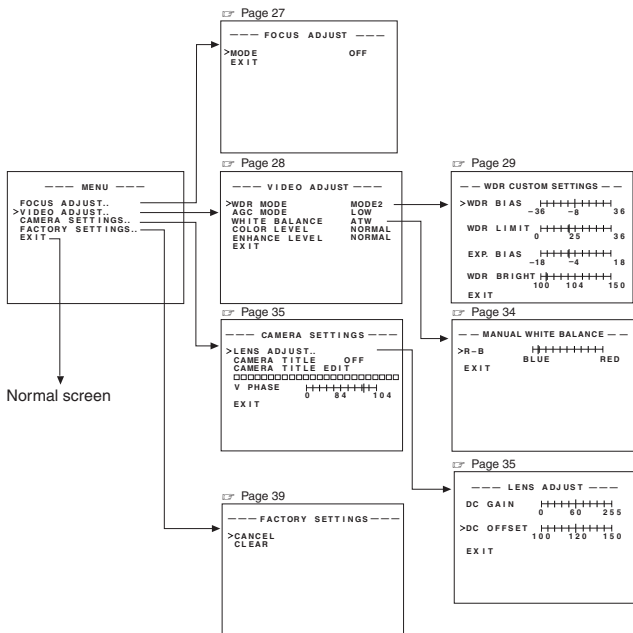 ☞ Page 27
––– FOCUS ADJUST –––
>MODE OFF
EXIT
––– MENU –––
FOCUS ADJUST..
>VIDEO ADJUST..
CAMERA SETTINGS..
FACTORY SETTINGS..
EXIT
Normal screen
☞ Page 28
––– VIDEO ADJUST –––
>WDR MODE MODE2
AGC MODE LOW
WHITE BALANCE ATW
COLOR LEVEL NORMAL
ENHANCE LEVEL NORMAL
EXIT
☞ Page 29
–– WDR CUSTOM SETTINGS ––
>WDR BIAS
-36 -8 36
WDR LIMIT
0 25 36
EXP. BIAS
-18 -4 18
WDR BRIGHT
100 104 150
EXIT
☞ Page 34
–– MANUAL WHITE BALANCE ––
>R-B
BLUE RED
EXIT
☞ Page 35
––– CAMERA SETTINGS –––
>LENS ADJUST..
CAMERA TITLE OFF
CAMERA TITLE EDIT
□□□□□□□□□□□□□□□□□□□□
V PHASE
0 84 104
EXIT
☞ Page 35
––– LENS ADJUST –––
DC GAIN
0 60 255
>DC OFFSET
100 120 150
EXIT
☞ Page 39
––– FACTORY SETTINGS –––
>CANCEL
CLEAR